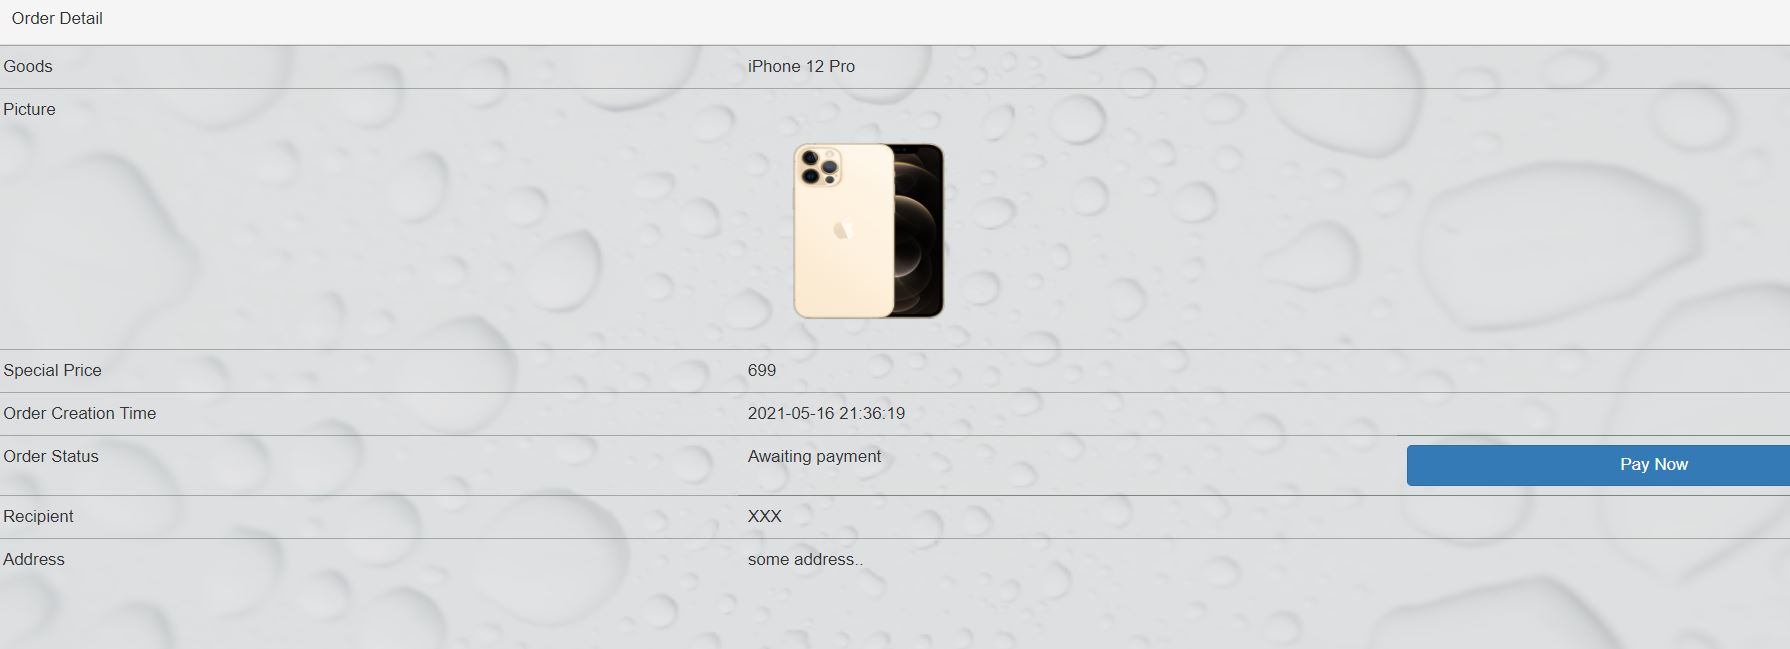 Order Detail
Goods iPhone 12 Pro
Picture
Special Price 699
Order Creation Time 2021-05-16 21:36:19
Order Status Awaiting payment Pay Now
Recipient XXX
Address some address..